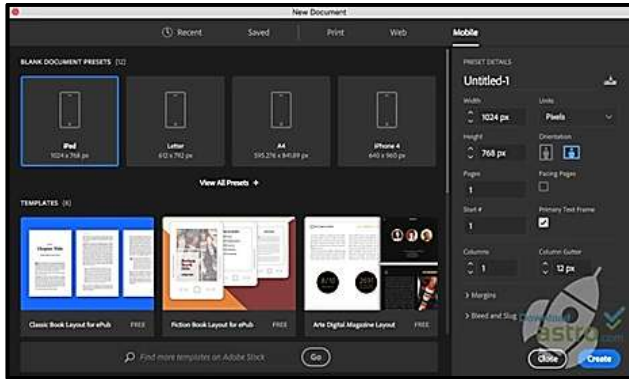 New Document
Recent Saved Print Web Mobile
BLANK DOCUMENT PRESETS (12)
iPad
1024 x 768 px
Letter
612 x 792 px
A4
595.276 x 841.89 px
iPhone 4
640 x 960 px
View All Presets +
TEMPLATES (6)
Chapter Title
8/10
Classic Book Layout for ePub FREE
Fiction Book Layout for ePub FREE
Arte Digital Magazine Layout FREE
Find more templates on Adobe Stock
Go
PRESET DETAILS
Untitled-1
Width
1024 px
Units
Pixels
Height
768 px
Orientation
Pages
1
Facing Pages
Start #
1
Primary Text Frame
Columns
1
Column Gutter
12 px
> Margins
> Bleed and Slug
Download
astro.com
Close
Create